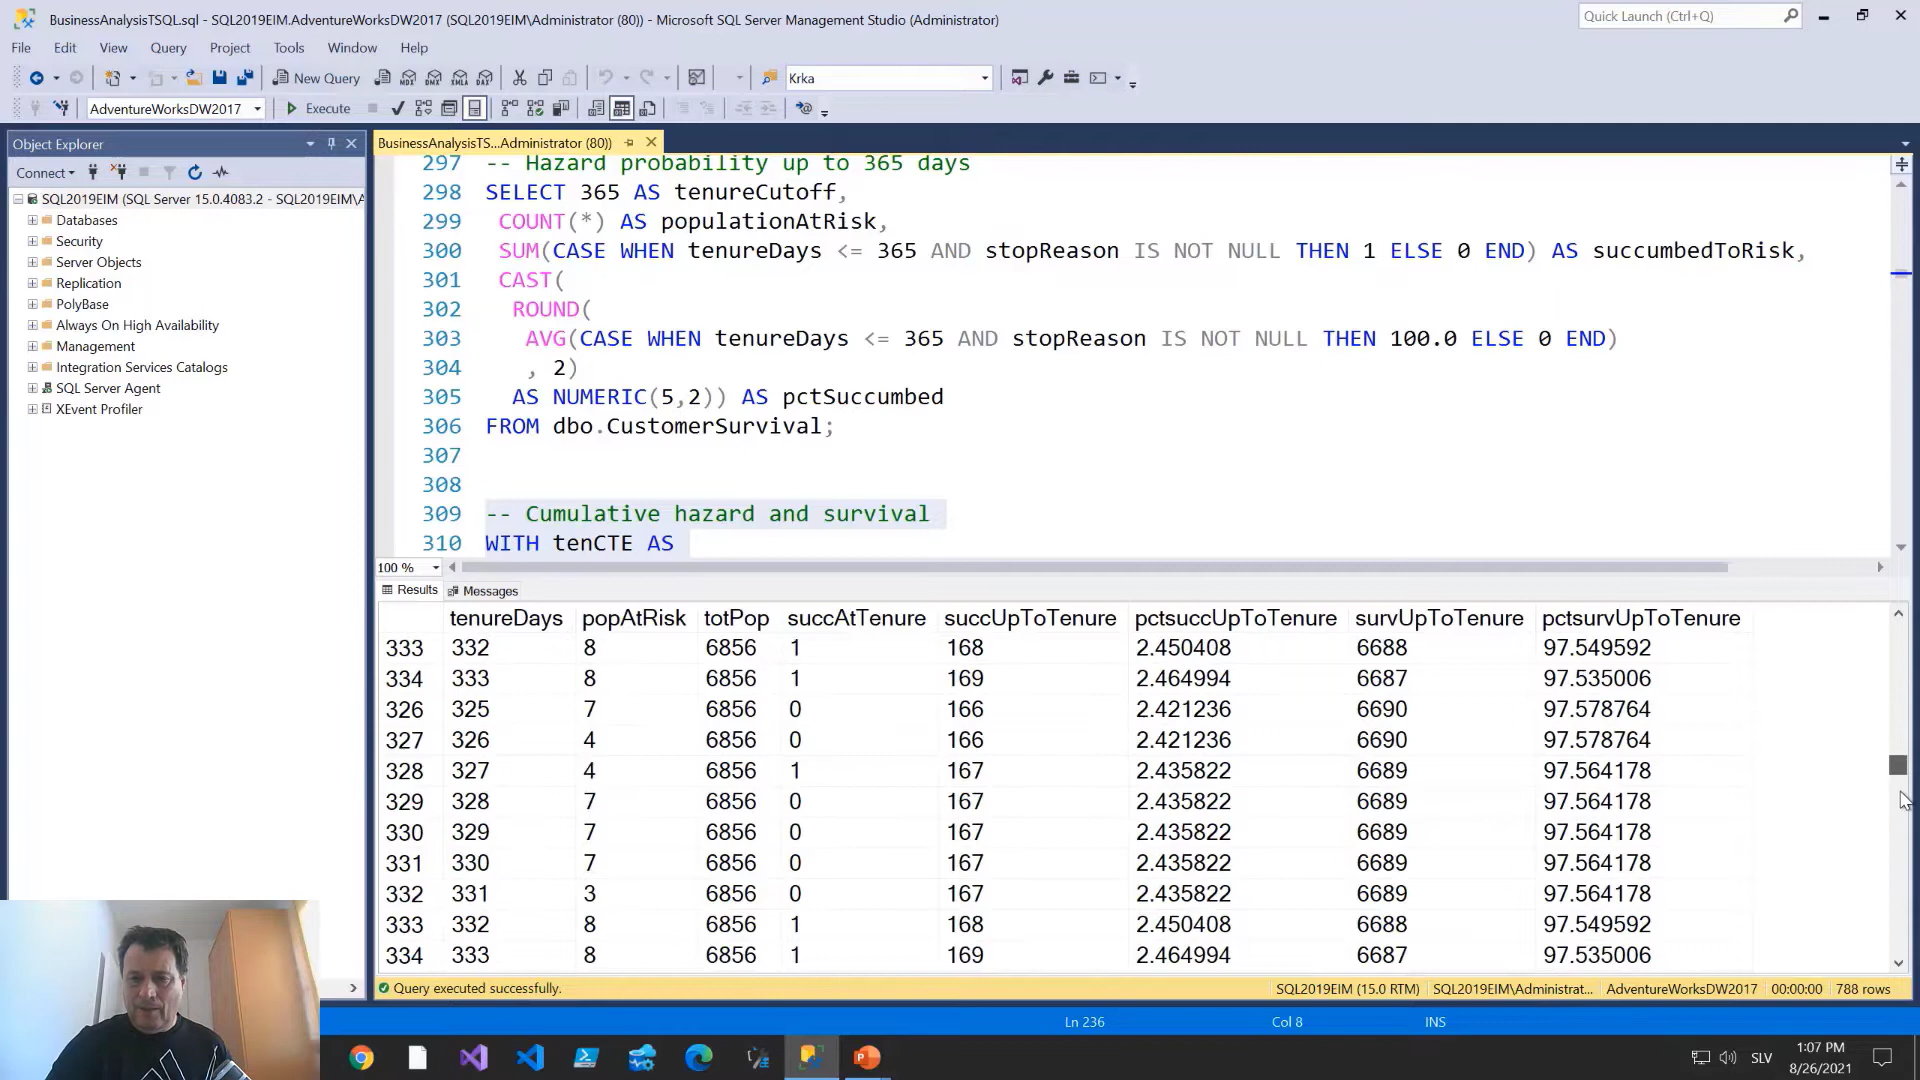 BusinessAnalysisTSQL.sql - SQL2019EIM.AdventureWorksDW2017 (SQL2019EIM\Administrator (80)) - Microsoft SQL Server Management Studio (Administrator)
Quick Launch (Ctrl+Q)
File Edit View Query Project Tools Window Help
New Query
Krka
AdventureWorksDW2017
Execute
Object Explorer
Connect
SQL2019EIM (SQL Server 15.0.4083.2 - SQL2019EIM\A
Databases
Security
Server Objects
Replication
PolyBase
Always On High Availability
Management
Integration Services Catalogs
SQL Server Agent
XEvent Profiler
BusinessAnalysisTS...Administrator (80))
297 -- Hazard probability up to 365 days
298 SELECT 365 AS tenureCutoff,
299 COUNT(*) AS populationAtRisk,
300 SUM(CASE WHEN tenureDays <= 365 AND stopReason IS NOT NULL THEN 1 ELSE 0 END) AS succumbedToRisk,
301 CAST(
302 ROUND(
303 AVG(CASE WHEN tenureDays <= 365 AND stopReason IS NOT NULL THEN 100.0 ELSE 0 END)
304 , 2)
305 AS NUMERIC(5,2)) AS pctSuccumbed
306 FROM dbo.CustomerSurvival;
307
308
309 -- Cumulative hazard and survival
310 WITH tenCTE AS
100 %
Results Messages
tenureDays popAtRisk totPop succAtTenure succUpToTenure pctsuccUpToTenure survUpToTenure pctsurvUpToTenure
333 332 8 6856 1 168 2.450408 6688 97.549592
334 333 8 6856 1 169 2.464994 6687 97.535006
326 325 7 6856 0 166 2.421236 6690 97.578764
327 326 4 6856 0 166 2.421236 6690 97.578764
328 327 4 6856 1 167 2.435822 6689 97.564178
329 328 7 6856 0 167 2.435822 6689 97.564178
330 329 7 6856 0 167 2.435822 6689 97.564178
331 330 7 6856 0 167 2.435822 6689 97.564178
332 331 3 6856 0 167 2.435822 6689 97.564178
333 332 8 6856 1 168 2.450408 6688 97.549592
334 333 8 6856 1 169 2.464994 6687 97.535006
Query executed successfully. SQL2019EIM (15.0 RTM) SQL2019EIM\Administrat... AdventureWorksDW2017 00:00:00 788 rows
Ln 236 Col 8 INS
SLV
1:07 PM
8/26/2021